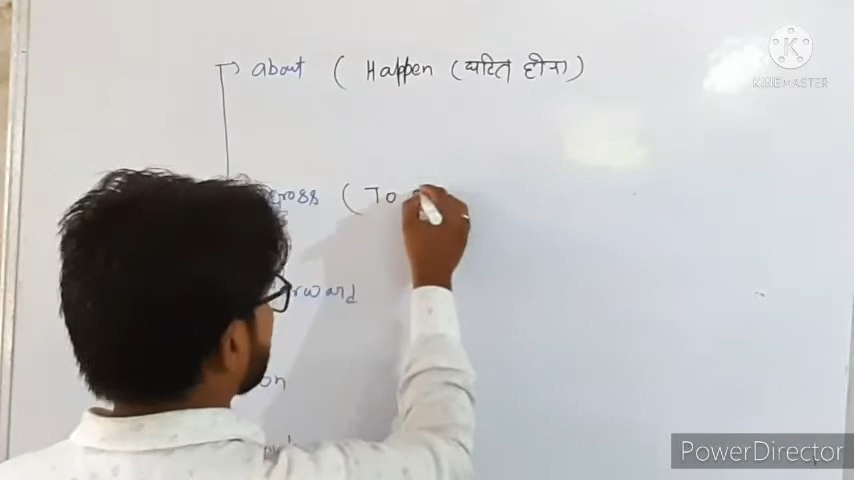 about ( Happen (घटित होना)
KINEMASTER
ross ( To
rward
on
PowerDirector